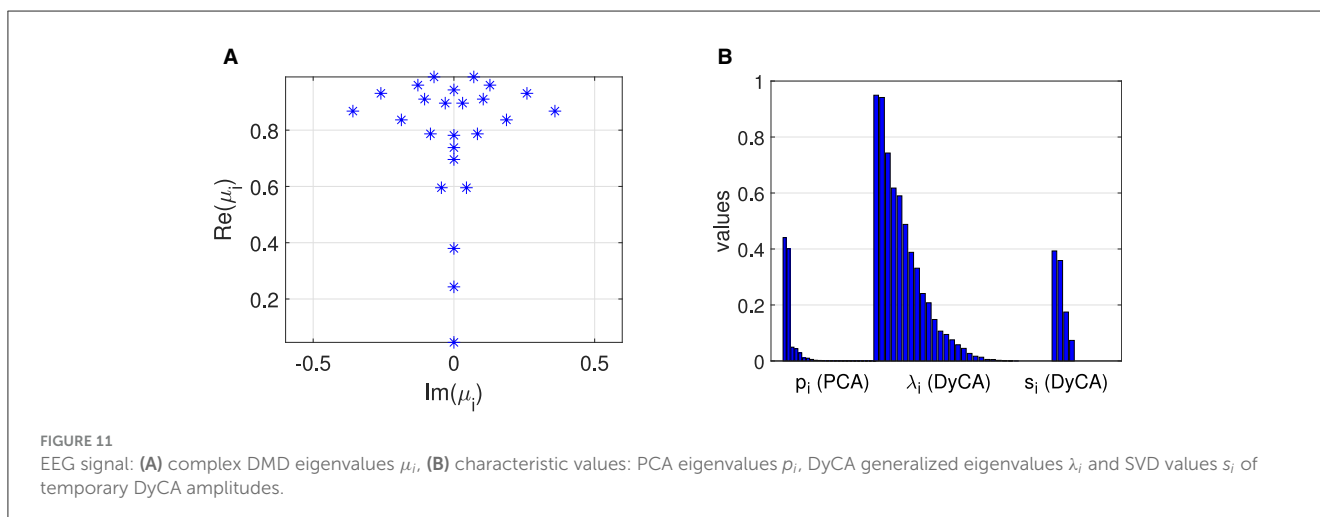 A
B
0.8
0.6
0.4
0.2
-0.5
0
0.5
Re(μi)
Im(μi)
1
0.8
0.6
0.4
0.2
0
values
pi (PCA)
λi (DyCA)
si (DyCA)
FIGURE 11
EEG signal: (A) complex DMD eigenvalues μi, (B) characteristic values: PCA eigenvalues pi, DyCA generalized eigenvalues λi and SVD values si of
temporary DyCA amplitudes.